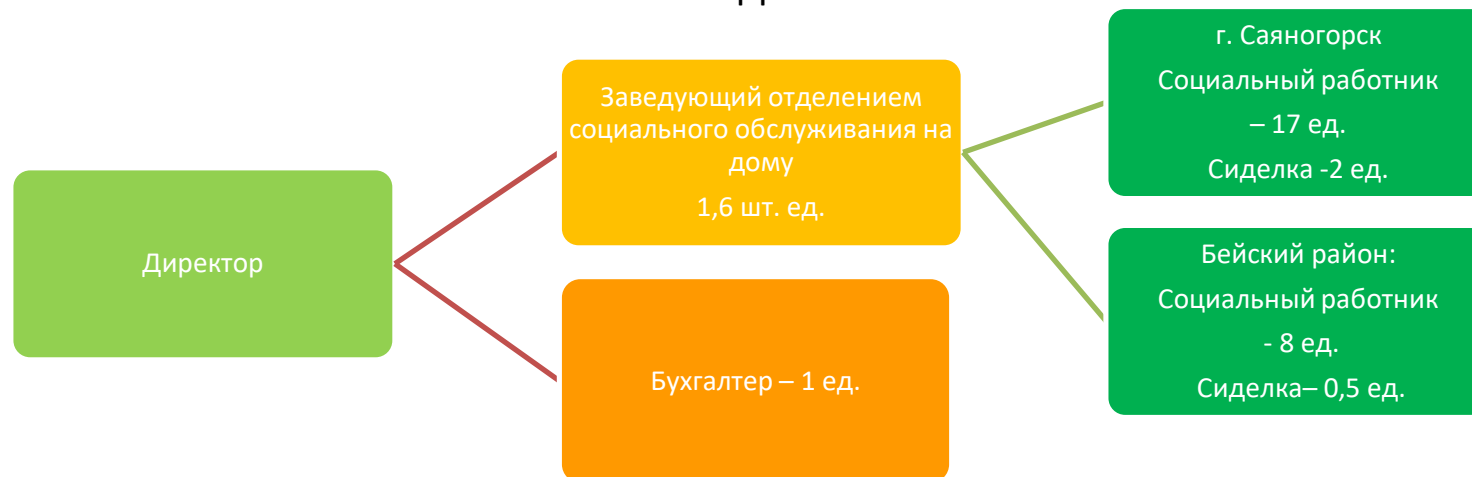 Директор
Заведующий отделением
социального обслуживания на
дому
1,6 шт. ед.
Бухгалтер – 1 ед.
г. Саяногорск
Социальный работник
– 17 ед.
Сиделка -2 ед.
Бейский район:
Социальный работник
- 8 ед.
Сиделка– 0,5 ед.